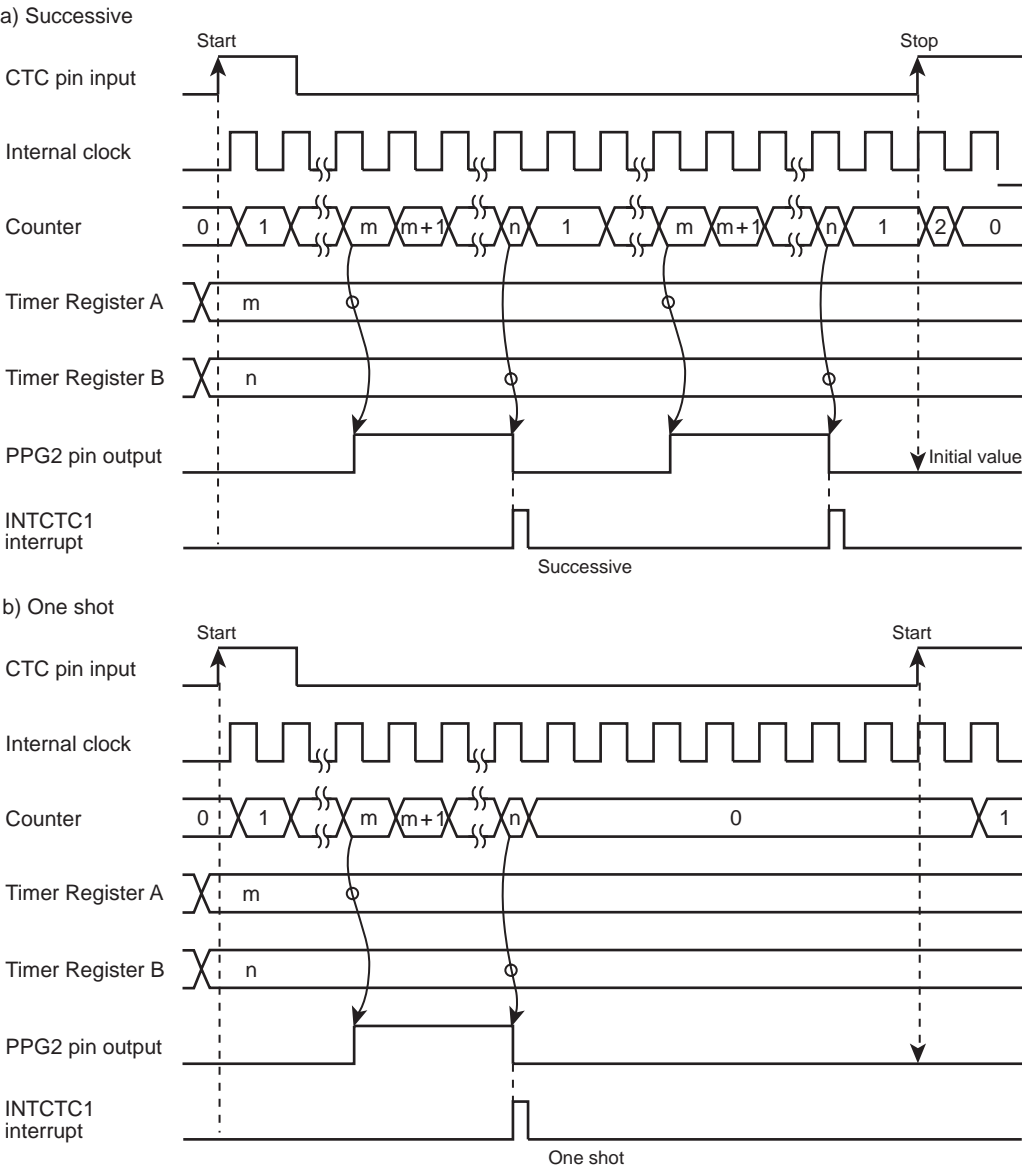 a) Successive
Start Stop
CTC pin input
Internal clock
Counter 0 1 m m+1 n 1 m m+1 n 1 2 0
Timer Register A m
Timer Register B n
PPG2 pin output Initial value
INTCTC1
interrupt
Successive
b) One shot
Start Start
CTC pin input
Internal clock
Counter 0 1 m m+1 n 0 1
Timer Register A m
Timer Register B n
PPG2 pin output
INTCTC1
interrupt
One shot